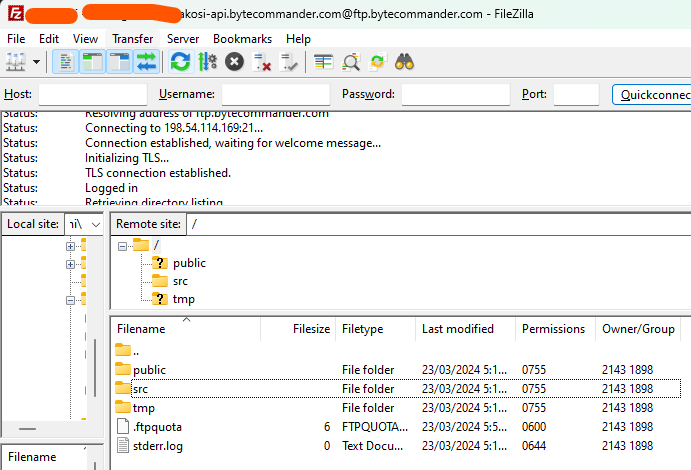 akosi-api.bytecommander.com@ftp.bytecommander.com - FileZilla
File Edit View Transfer Server Bookmarks Help
Host: Username: Password: Port: Quickconnec
Status: Resolving address of ftp.bytecommander.com
Status: Connecting to 198.54.114.169:21...
Status: Connection established, waiting for welcome message...
Status: Initializing TLS...
Status: TLS connection established.
Status: Logged in
Status: Retrieving directory listing
Local site: ni\ Remote site: /
/
public
src
tmp
Filename Filesize Filetype Last modified Permissions Owner/Group
..
public File folder 23/03/2024 5:1... 0755 2143 1898
src File folder 23/03/2024 5:1... 0755 2143 1898
tmp File folder 23/03/2024 5:1... 0755 2143 1898
.ftpquota 6 FTPQUOTA... 23/03/2024 5:5... 0600 2143 1898
stderr.log 0 Text Docu... 23/03/2024 5:1... 0644 2143 1898
Filename